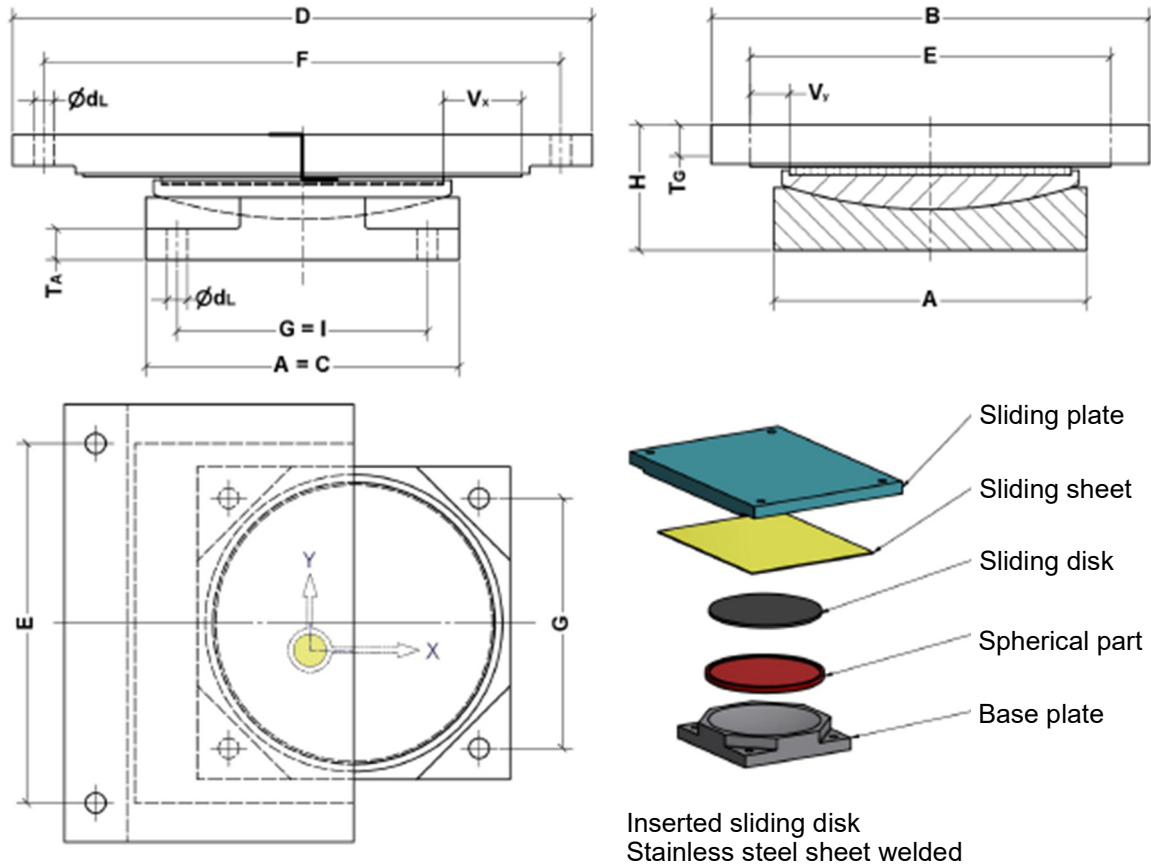 D
F
ØdL
Vx
TA
ØdL
G = I
A = C
B
E
Vy
H
TG
A
E
Y
X
G
Sliding plate
Sliding sheet
Sliding disk
Spherical part
Base plate
Inserted sliding disk
Stainless steel sheet welded